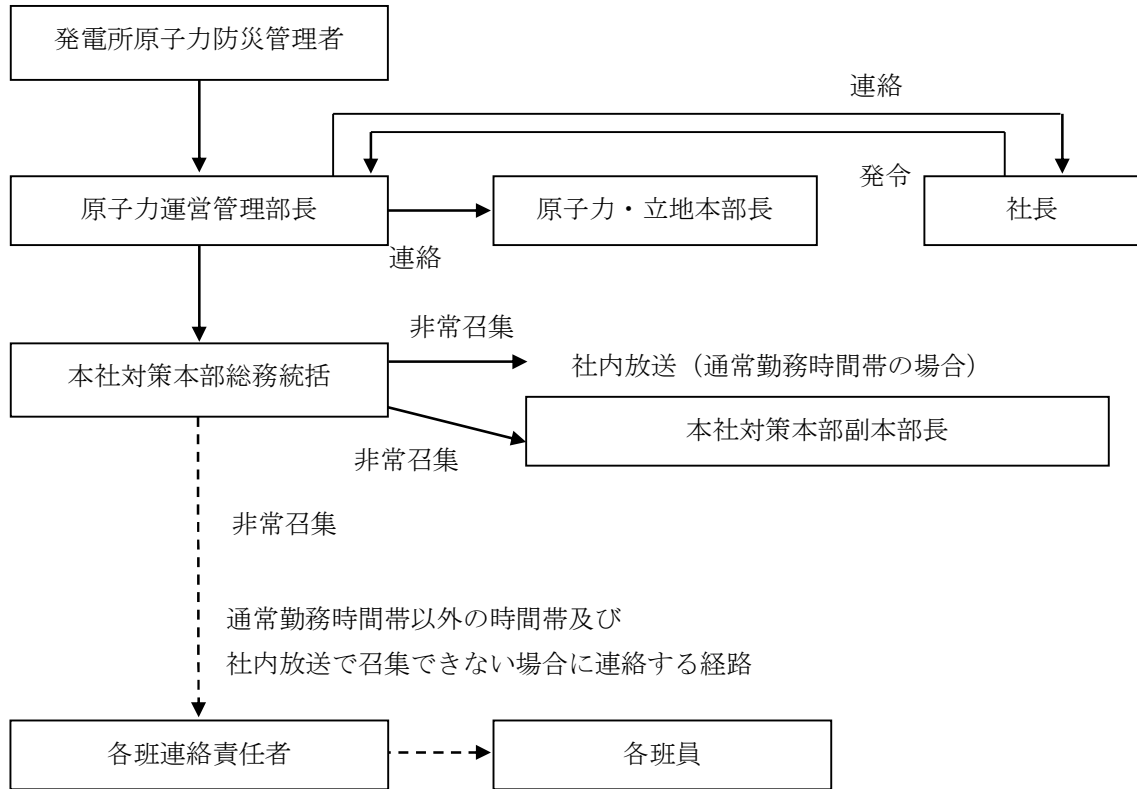 発電所原子力防災管理者
連絡
発令
原子力運営管理部長
原子力・立地本部長
社長
連絡
非常召集
社内放送（通常勤務時間帯の場合）
本社対策本部総務統括
本社対策本部副本部長
非常召集
非常召集
通常勤務時間帯以外の時間帯及び
社内放送で召集できない場合に連絡する経路
各班連絡責任者
各班員